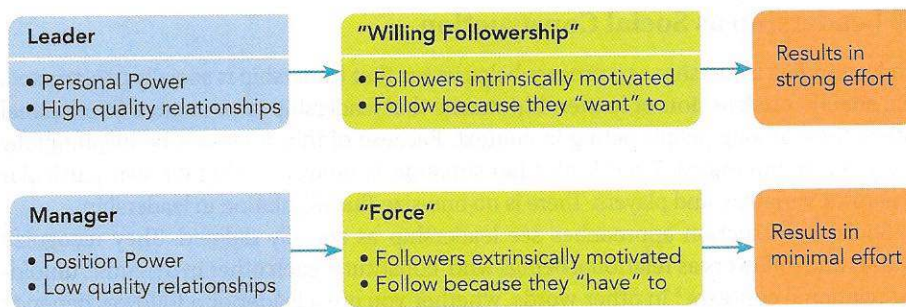 Leader
• Personal Power
• High quality relationships
"Willing Followership"
• Followers intrinsically motivated
• Follow because they "want" to
Results in
strong effort
Manager
• Position Power
• Low quality relationships
"Force"
• Followers extrinsically motivated
• Follow because they "have" to
Results in
minimal effort